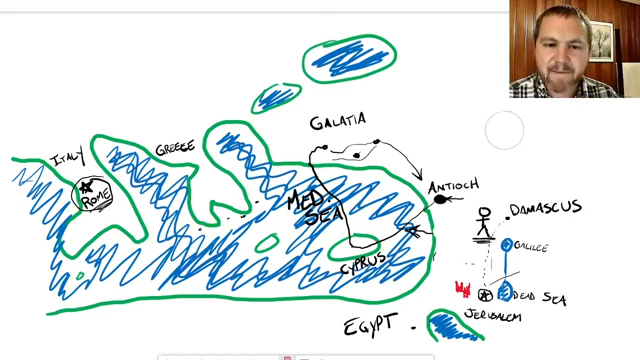 GALATIA
ITALY
GREECE
ROME
MED.
SEA
ANTIOCH
DAMASCUS
GALILEE
CYPRUS
DEAD SEA
JERUSALEM
EGYPT